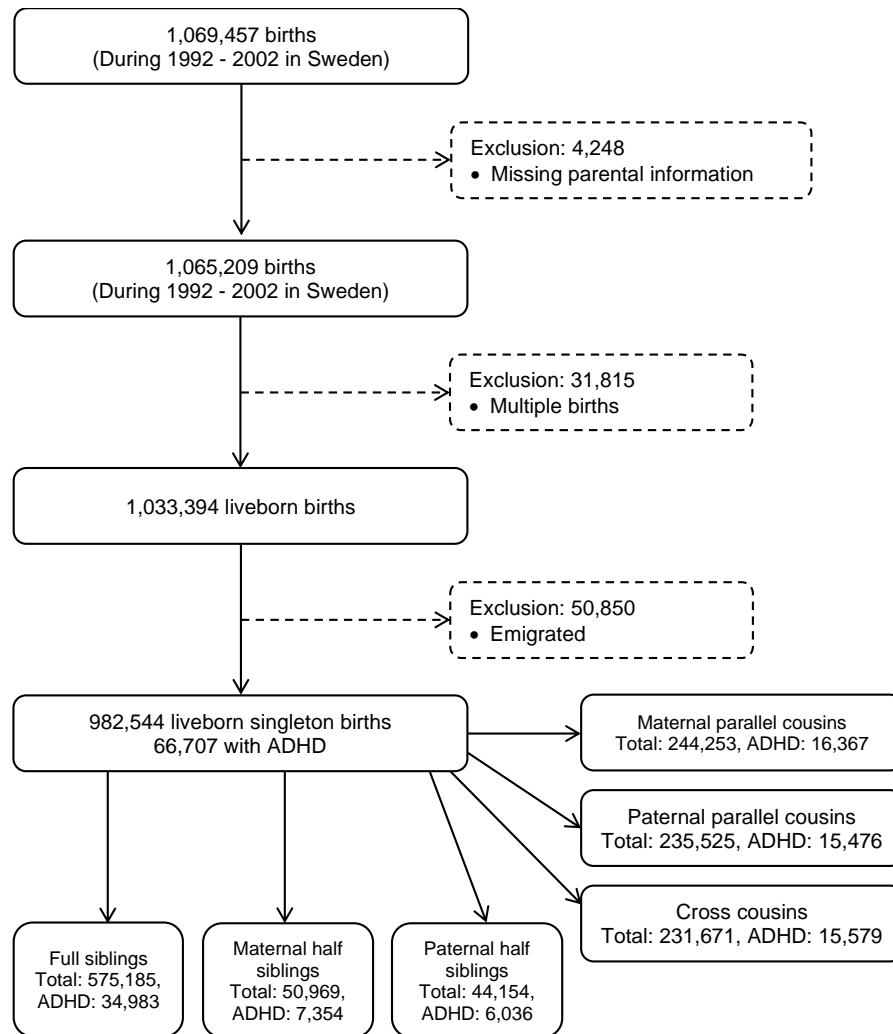 1,069,457 births
(During 1992 - 2002 in Sweden)
Exclusion: 4,248
• Missing parental information
1,065,209 births
(During 1992 - 2002 in Sweden)
Exclusion: 31,815
• Multiple births
1,033,394 liveborn births
Exclusion: 50,850
• Emigrated
982,544 liveborn singleton births
66,707 with ADHD
Maternal parallel cousins
Total: 244,253, ADHD: 16,367
Paternal parallel cousins
Total: 235,525, ADHD: 15,476
Cross cousins
Total: 231,671, ADHD: 15,579
Full siblings
Total: 575,185,
ADHD: 34,983
Maternal half
siblings
Total: 50,969,
ADHD: 7,354
Paternal half
siblings
Total: 44,154,
ADHD: 6,036